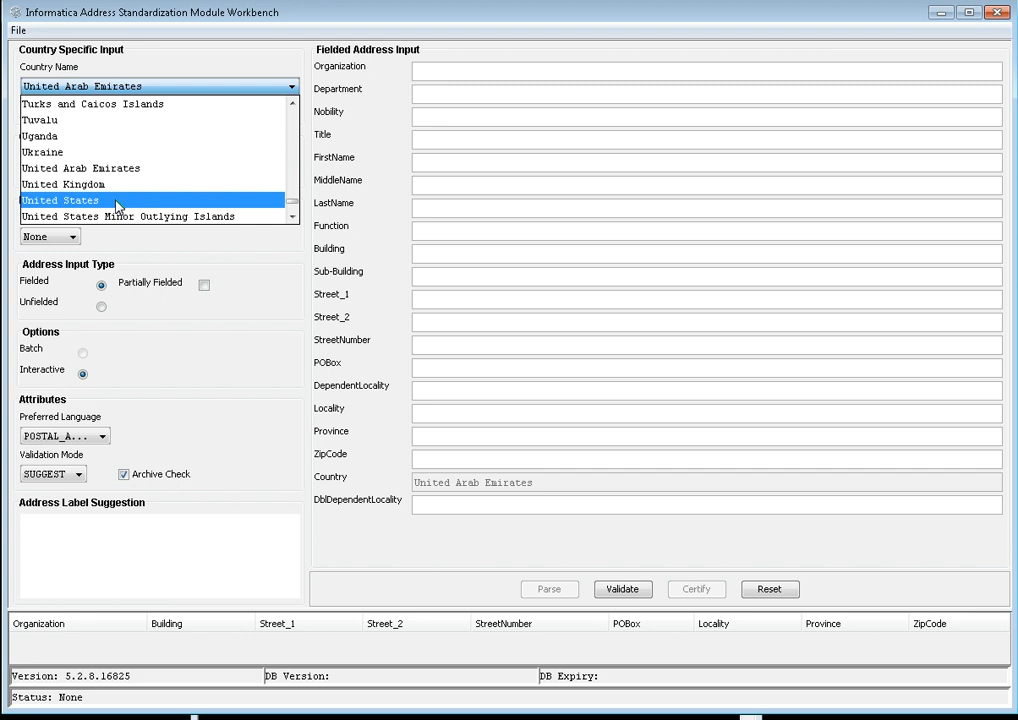 Informatica Address Standardization Module Workbench
File
Country Specific Input
Country Name
United Arab Emirates
Turks and Caicos Islands
Tuvalu
Uganda
Ukraine
United Arab Emirates
United Kingdom
United States
United States Minor Outlying Islands
None
Address Input Type
Fielded
Partially Fielded
Unfielded
Options
Batch
Interactive
Attributes
Preferred Language
POSTAL_A...
Validation Mode
SUGGEST
Archive Check
Address Label Suggestion
Fielded Address Input
Organization
Department
Nobility
Title
FirstName
MiddleName
LastName
Function
Building
Sub-Building
Street_1
Street_2
StreetNumber
POBox
DependentLocality
Locality
Province
ZipCode
Country United Arab Emirates
DblDependentLocality
Parse Validate Certify Reset
Organization Building Street_1 Street_2 StreetNumber POBox Locality Province ZipCode
Version: 5.2.8.16825 DB Version: DB Expiry:
Status: None